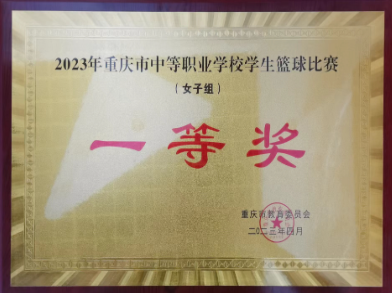 2023年重庆市中等职业学校学生篮球比赛
（女子组）
一等奖
重庆市教育委员会
二〇二三年四月